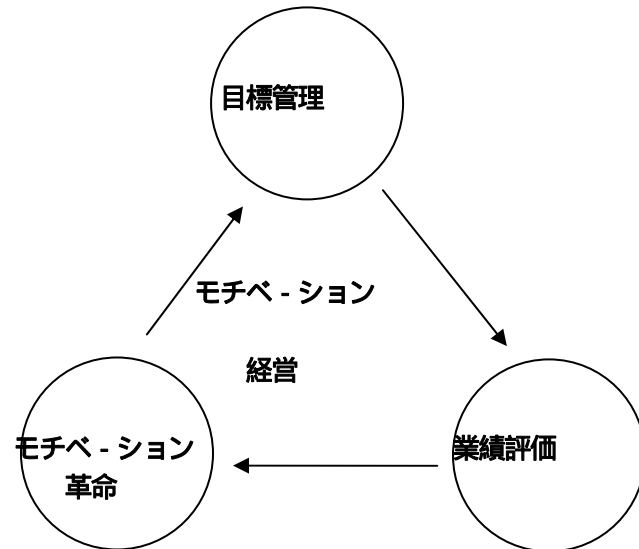 目標管理
モチベ - ション
経営
モチベ - ション
革命
業績評価